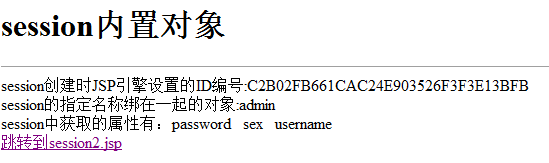 session内置对象
session创建时JSP引擎设置的ID编号:C2B02FB661CAC24E903526F3F3E13BFB
session的指定名称绑在一起的对象:admin
session中获取的属性有：password sex username
跳转到session2.jsp